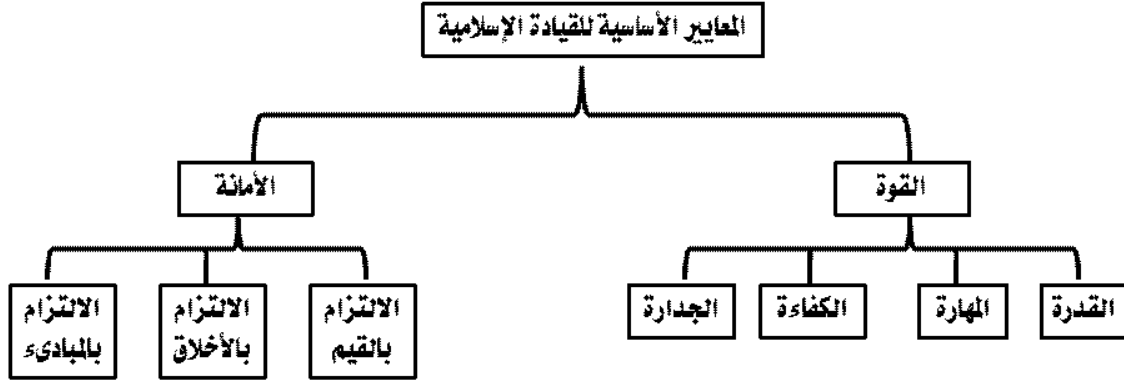 المعايير الأساسية للقيادة الإسلامية
القوة
الأمانة
القدرة
المهارة
الكفاءة
الجدارة
الالتزام
بالقيم
الالتزام
بالأخلاق
الالتزام
بالمبادىء